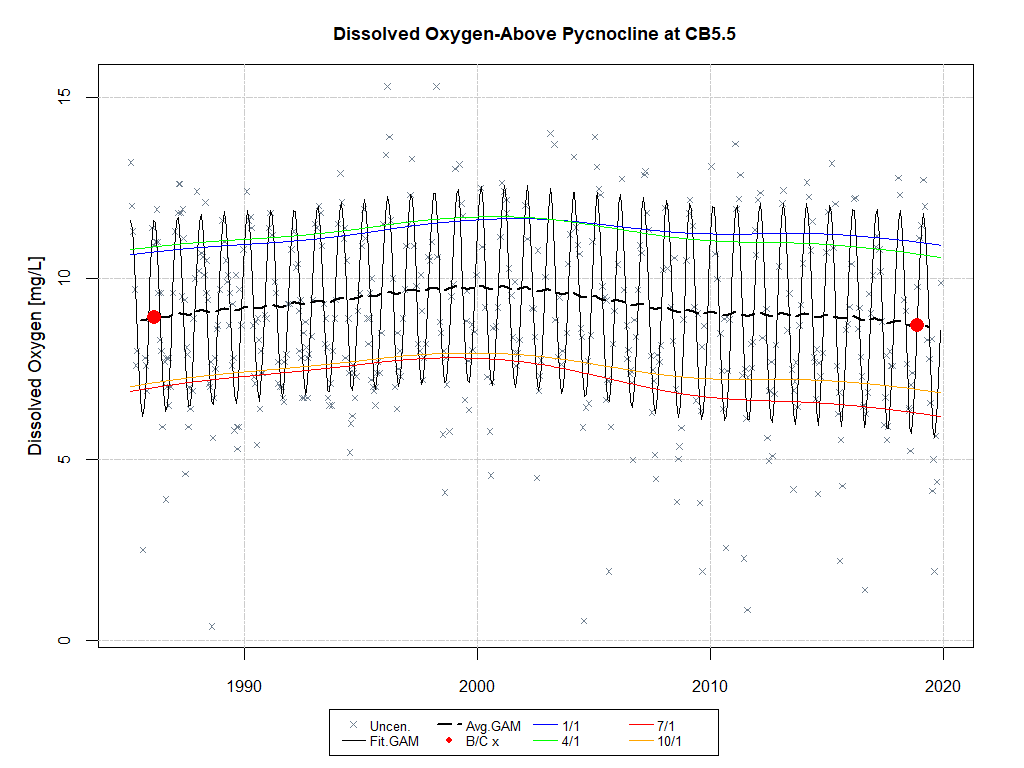 Dissolved Oxygen-Above Pycnocline at CB5.5
Dissolved Oxygen [mg/L]
15
10
5
0
1990 2000 2010 2020
Uncen. Avg.GAM 1/1 7/1
Fit.GAM B/C x 4/1 10/1